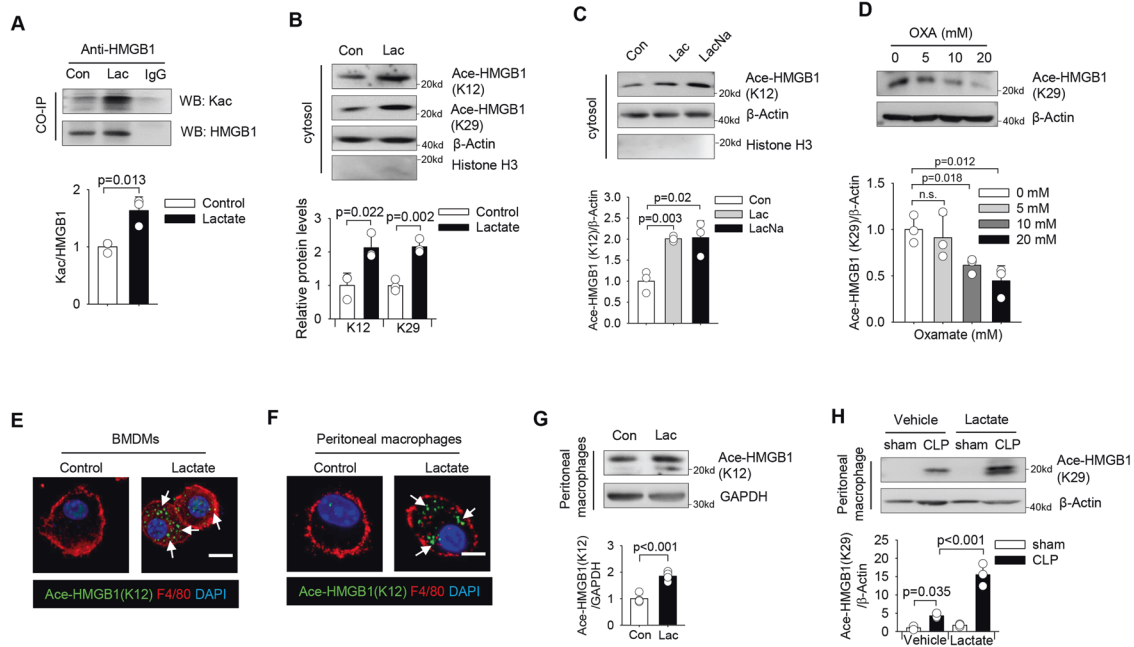 A
Anti-HMGB1
Con Lac IgG
CO-IP
WB: Kac
WB: HMGB1
p=0.013
Kac/HMGB1
2
1
0
Control
Lactate
B
Con Lac
cytosol
Ace-HMGB1
(K12)
20kd
Ace-HMGB1
(K29)
20kd
β-Actin
40kd
20kd
Histone H3
Relative protein levels
3
2
1
0
p=0.022 p=0.002
Control
Lactate
K12 K29
C
Con Lac LacNa
cytosol
Ace-HMGB1
20kd (K12)
β-Actin
40kd
Histone H3
Ace-HMGB1 (K12)/β-Actin
3.0
2.5
2.0
1.5
1.0
0.5
0.0
p=0.02
p=0.003
Con
Lac
LacNa
D
OXA (mM)
0 5 10 20
Ace-HMGB1
20kd (K29)
β-Actin
40kd
Ace-HMGB1 (K29)/β-Actin
1.5
1.0
0.5
0.0
p=0.012
p=0.018
n.s.
0 mM
5 mM
10 mM
20 mM
Oxamate (mM)
E
BMDMs
Control Lactate
Ace-HMGB1(K12) F4/80 DAPI
F
Peritoneal macrophages
Control Lactate
Ace-HMGB1(K12) F4/80 DAPI
G
Con Lac
Peritoneal
macrophages
Ace-HMGB1
20kd (K12)
GAPDH
30kd
Ace-HMGB1(K12)
/GAPDH
3
2
1
0
p<0.001
Con Lac
H
Vehicle Lactate
sham CLP sham CLP
Peritoneal
macrophage
Ace-HMGB1
20kd
(K29)
β-Actin
40kd
Ace-HMGB1(K29)
/β-Actin
25
20
15
10
5
0
p<0.001
p=0.035
sham
CLP
Vehicle Lactate